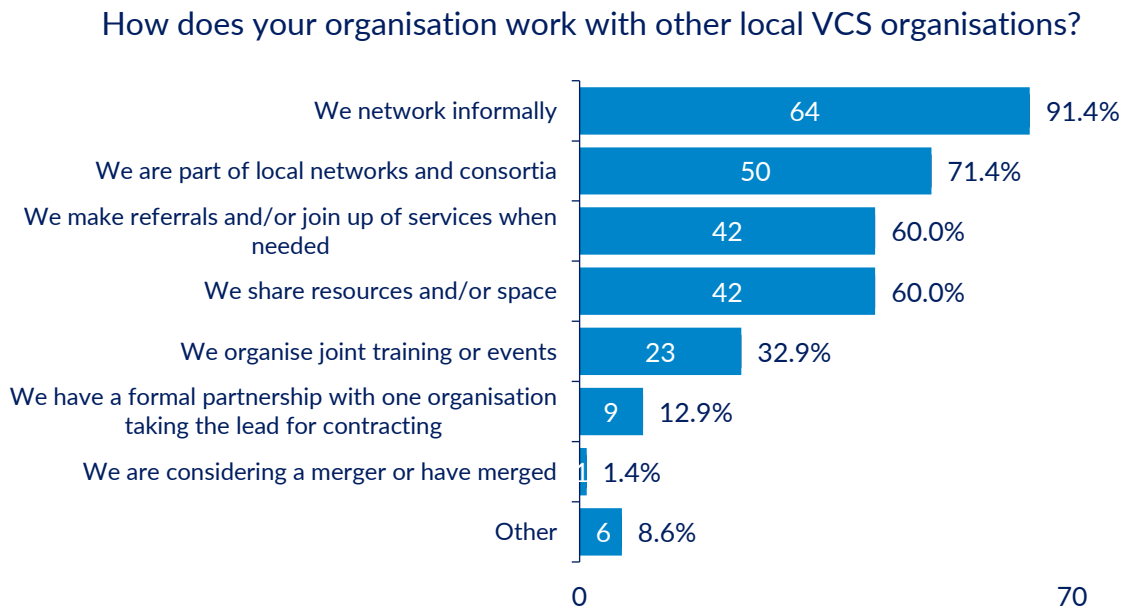 How does your organisation work with other local VCS organisations?
We network informally 64 91.4%
We are part of local networks and consortia 50 71.4%
We make referrals and/or join up of services when
needed 42 60.0%
We share resources and/or space 42 60.0%
We organise joint training or events 23 32.9%
We have a formal partnership with one organisation
taking the lead for contracting 9 12.9%
We are considering a merger or have merged 1 1.4%
Other 6 8.6%
0 70